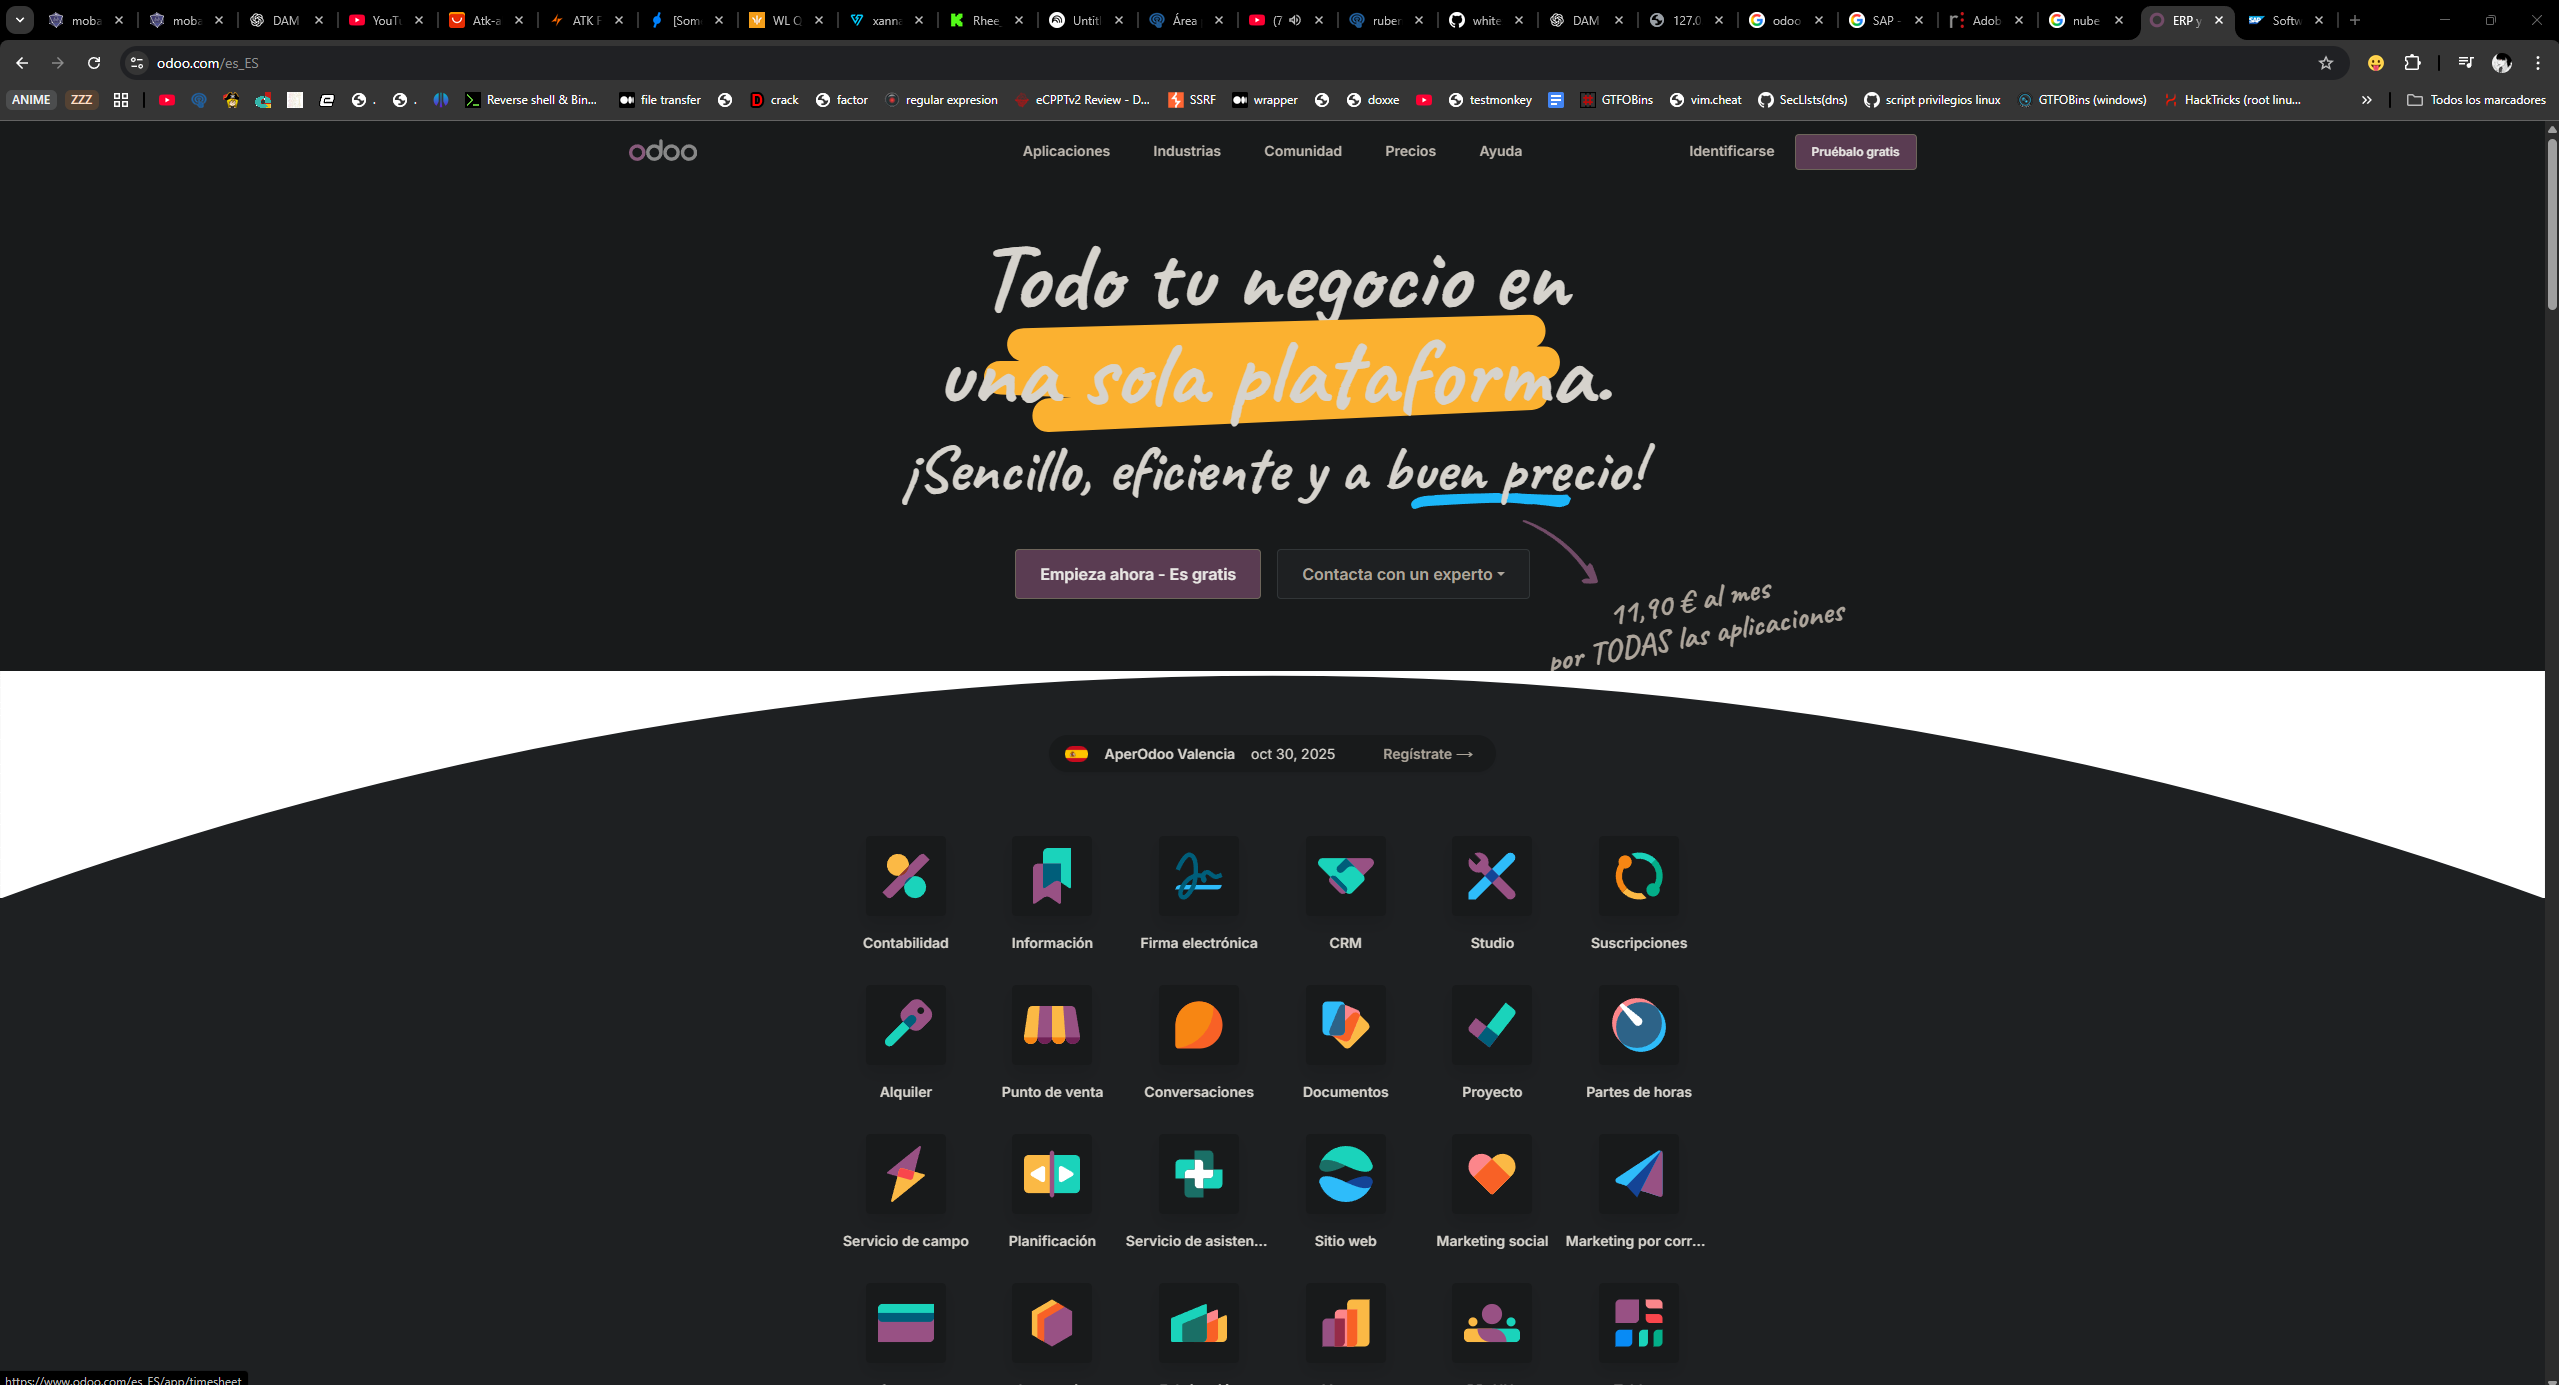 moba
moba
DAM
YouTu
Atk-a
ATK F
[Som
WL Q
xanna
Rhee_
Untitl
Área
(7
ruben
white
DAM
127.0
odoo
SAP -
Adob
nube
ERP y
Softw
odoo.com/es_ES
ANIME
ZZZ
.
.
Reverse shell & Bin...
file transfer
crack
factor
regular expresion
eCPPTv2 Review - D...
SSRF
wrapper
doxxe
testmonkey
GTFOBins
vim.cheat
SecLIsts(dns)
script privilegios linux
GTFOBins (windows)
HackTricks (root linu...
Todos los marcadores
odoo
Aplicaciones
Industrias
Comunidad
Precios
Ayuda
Identificarse
Pruébalo gratis
Todo tu negocio en
una sola plataforma.
¡Sencillo, eficiente y a buen precio!
Empieza ahora - Es gratis
Contacta con un experto
11,90 € al mes
por TODAS las aplicaciones
AperOdoo Valencia oct 30, 2025 Regístrate →
Contabilidad
Información
Firma electrónica
CRM
Studio
Suscripciones
Alquiler
Punto de venta
Conversaciones
Documentos
Proyecto
Partes de horas
Servicio de campo
Planificación
Servicio de asisten...
Sitio web
Marketing social
Marketing por corr...
https://www.odoo.com/es_ES/app/timesheet